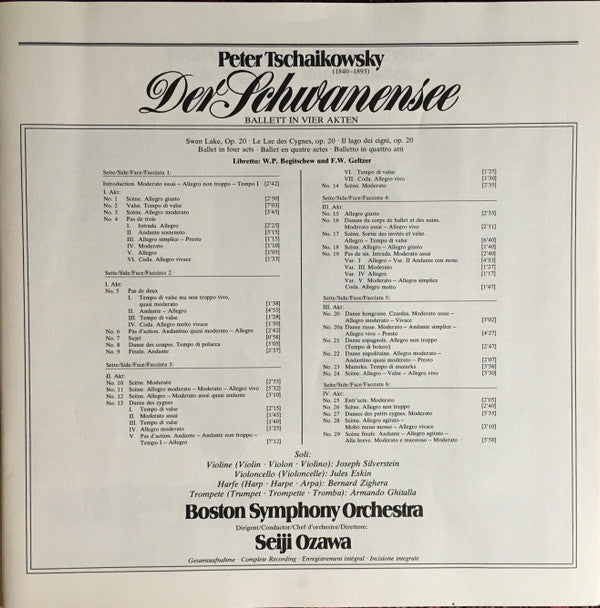 Peter Tschaikowsky
(1840–1893)
Der Schwanensee
BALLETT IN VIER AKTEN
Swan Lake, Op. 20 · Le Lac des Cygnes, op. 20 · Il lago dei cigni, op. 20
Ballet in four acts · Ballet en quatre actes · Balletto in quattro atti
Libretto: W.P. Begitschew und F.W. Geltzer
Seite/Side/Face/Facciata 1:
Introduction. Moderato assai – Allegro non troppo – Tempo I [2'42]
I. Akt:
No. 1 Scène. Allegro giusto [2'50]
No. 2 Valse. Tempo di valse [7'03]
No. 3 Scène. Allegro moderato [3'45]
No. 4 Pas de trois
I. Intrada. Allegro [2'25]
II. Andante sostenuto [3'15]
III. Allegro simplice – Presto [1'15]
IV. Moderato [1'10]
V. Allegro [1'05]
VI. Coda. Allegro vivace [1'33]
Seite/Side/Face/Facciata 2:
I. Akt:
No. 5 Pas de deux
I. Tempo di valse ma non troppo vivo,
quasi moderato [1'58]
II. Andante – Allegro [4'53]
III. Tempo di valse [1'28]
IV. Coda. Allegro molto vivace [1'50]
No. 6 Pas d'action. Andantino quasi moderato – Allegro [2'42]
No. 7 Sujet [0'58]
No. 8 Danse des coupes. Tempo di polacca [5'05]
No. 9 Finale. Andante [2'37]
Seite/Side/Face/Facciata 3:
II. Akt:
No. 10 Scène. Moderato [2'35]
No. 11 Scène. Allegro moderato – Moderato – Allegro vivo [5'32]
No. 12 Scène. Allegro – Moderato assai quasi andante [3'10]
No. 13 Danse des cygnes
I. Tempo di valse [2'15]
II. Moderato assai [1'45]
III. Tempo di valse [1'40]
IV. Allegro moderato [1'25]
V. Pas d'action. Andante – Andante non troppo –
Tempo I – Allegro [7'12]
VI. Tempo di valse [1'25]
VII. Coda. Allegro vivo [1'30]
No. 14 Scène. Moderato [2'35]
Seite/Side/Face/Facciata 4:
III. Akt:
No. 15 Allegro giusto [2'35]
No. 16 Danses du corps de ballet et des nains.
Moderato assai – Allegro vivo [2'51]
No. 17 Scène. Sortie des invités et valse.
Allegro – Tempo di valse [6'40]
No. 18 Scène. Allegro – Allegro giusto [1'40]
No. 19 Pas de six. Intrada. Moderato assai [2'40]
Var. I Allegro – Var. II Andante con moto [4'53]
Var. III Moderato [1'27]
Var. IV Allegro [1'17]
Var. V Moderato – Allegro simplice
Coda. Allegro molto [1'47]
Seite/Side/Face/Facciata 5:
III. Akt:
No. 20 Danse hongroise. Czardas. Moderato assai –
Allegro moderato – Vivace [3'02]
No. 20a Danse russe. Moderato – Andante simplice –
Allegro vivo – Presto [4'27]
No. 21 Danse espagnole. Allegro non troppo
(Tempo di bolero) [2'47]
No. 22 Danse napolitaine. Allegro moderato –
Andantino quasi moderato – Presto [2'07]
No. 23 Mazurka. Tempo di mazurka [3'56]
No. 24 Scène. Allegro – Valse – Allegro vivo [3'50]
Seite/Side/Face/Facciata 6:
IV. Akt:
No. 25 Entr'acte. Moderato [2'05]
No. 26 Scène. Allegro non troppo [2'40]
No. 27 Danses des petits cygnes. Moderato [5'35]
No. 28 Scène. Allegro agitato –
Molto meno mosso – Allegro vivace [3'10]
No. 29 Scène finale. Andante – Allegro agitato –
Alla breve. Moderato e maestoso – Moderato [5'58]
Soli:
Violine (Violin · Violon · Violino): Joseph Silverstein
Violoncello (Violoncelle): Jules Eskin
Harfe (Harp · Harpe · Arpa): Bernard Zighera
Trompete (Trumpet · Trompette · Tromba): Armando Ghitalla
Boston Symphony Orchestra
Dirigent/Conductor/Chef d'orchestre/Direttore:
Seiji Ozawa
Gesamtaufnahme · Complete Recording · Enregistrement intégral · Incisione integrale